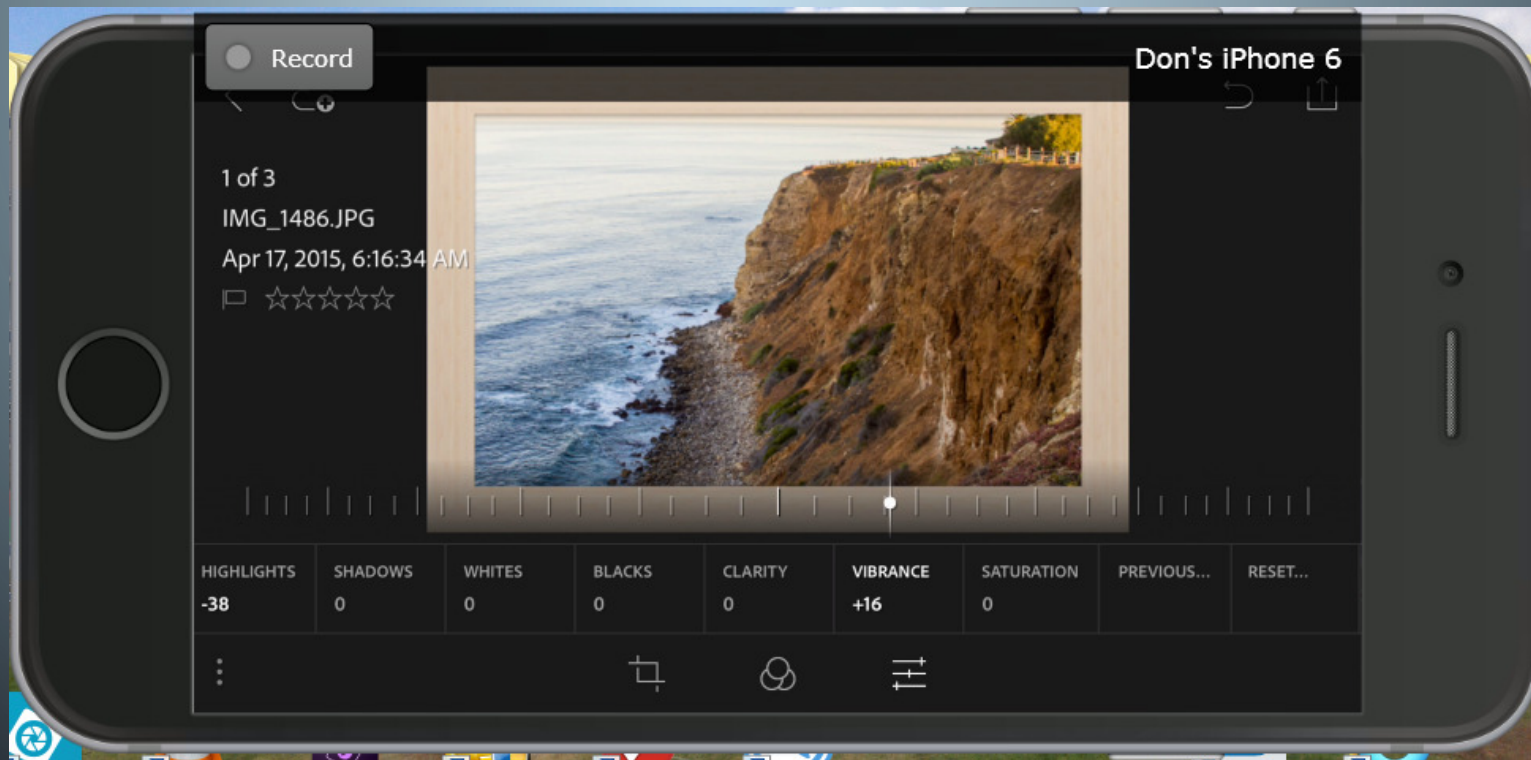 Record
Don's iPhone 6
1 of 3
IMG_1486.JPG
Apr 17, 2015, 6:16:34 AM
HIGHLIGHTS SHADOWS WHITES BLACKS CLARITY VIBRANCE SATURATION PREVIOUS... RESET...
-38 0 0 0 0 +16 0